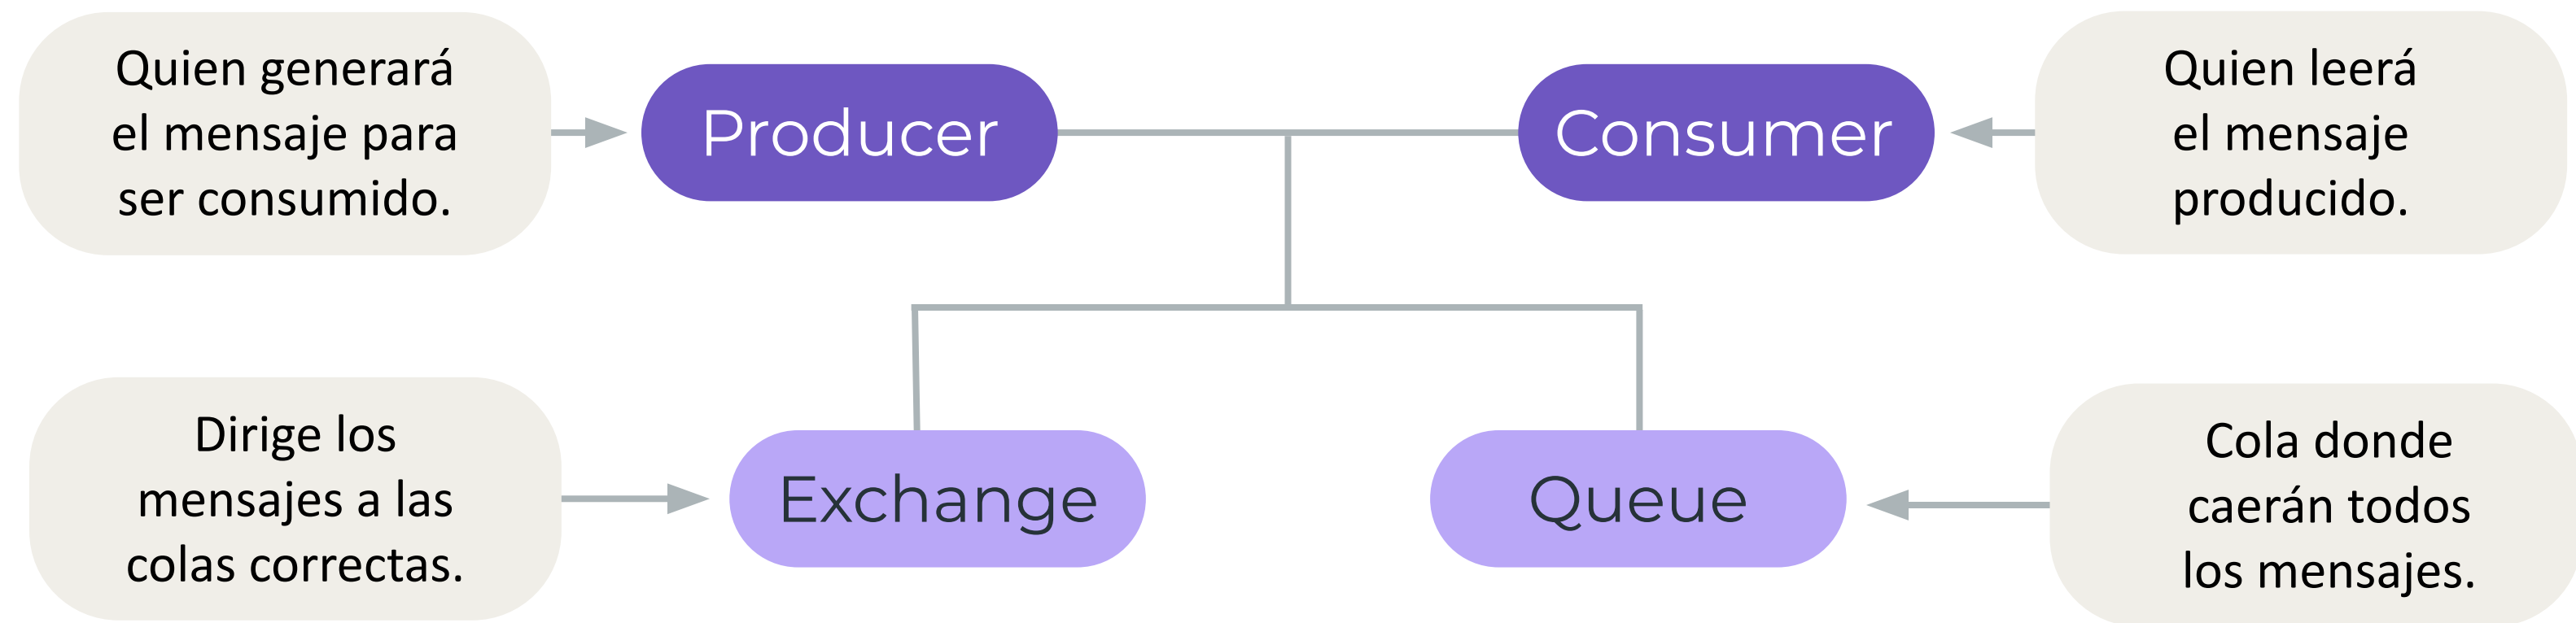 Quien generará
el mensaje para
ser consumido.
Producer
Consumer
Quien leerá
el mensaje
producido.
Dirige los
mensajes a las
colas correctas.
Exchange
Queue
Cola donde
caerán todos
los mensajes.